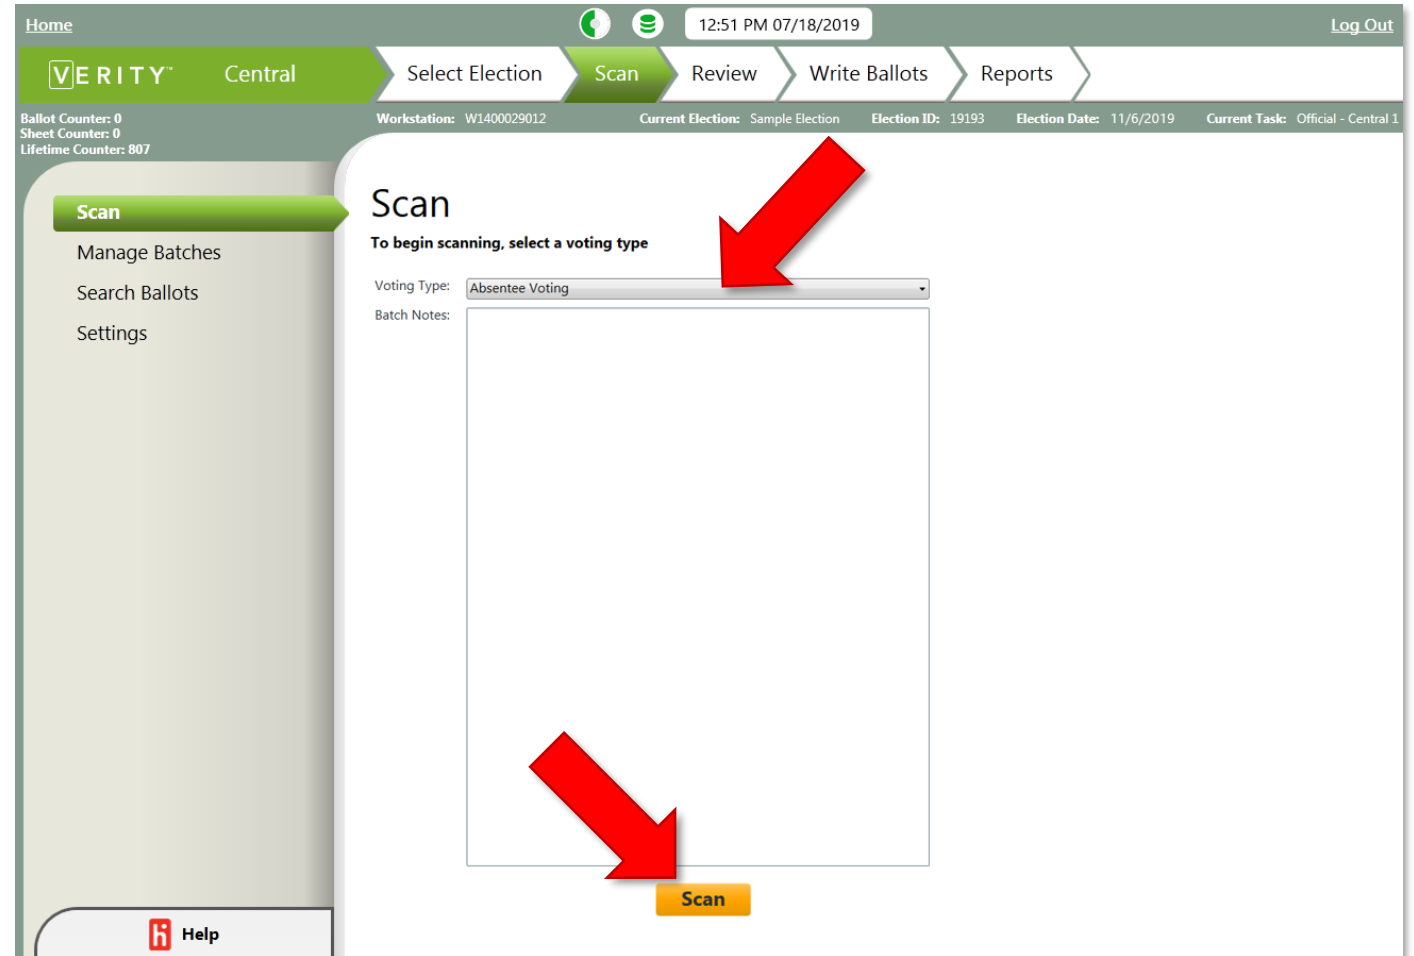 Home
12:51 PM 07/18/2019
Log Out
VERITY™ Central
Select Election
Scan
Review
Write Ballots
Reports
Ballot Counter: 0
Sheet Counter: 0
Lifetime Counter: 807
Workstation: W1400029012
Current Election: Sample Election
Election ID: 19193
Election Date: 11/6/2019
Current Task: Official - Central 1
Scan
Manage Batches
Search Ballots
Settings
Scan
To begin scanning, select a voting type
Voting Type: Absentee Voting
Batch Notes:
Scan
h Help